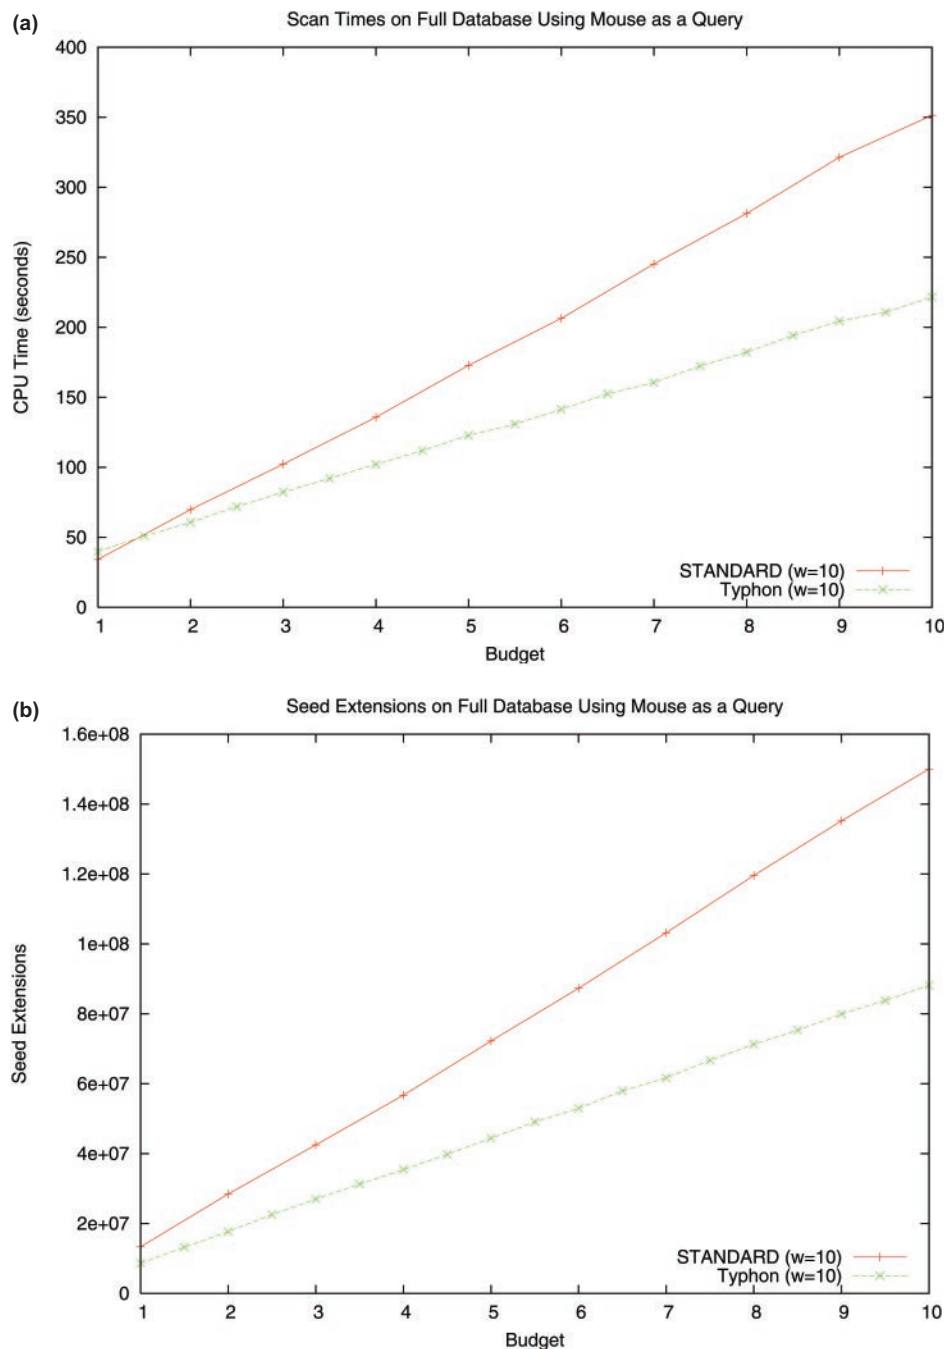 (a)
Scan Times on Full Database Using Mouse as a Query
400
350
300
250
200
150
100
50
0
CPU Time (seconds)
STANDARD (w=10)
Typhon (w=10)
1 2 3 4 5 6 7 8 9 10
Budget
(b)
Seed Extensions on Full Database Using Mouse as a Query
1.6e+08
1.4e+08
1.2e+08
1e+08
8e+07
6e+07
4e+07
2e+07
0
Seed Extensions
STANDARD (w=10)
Typhon (w=10)
1 2 3 4 5 6 7 8 9 10
Budget